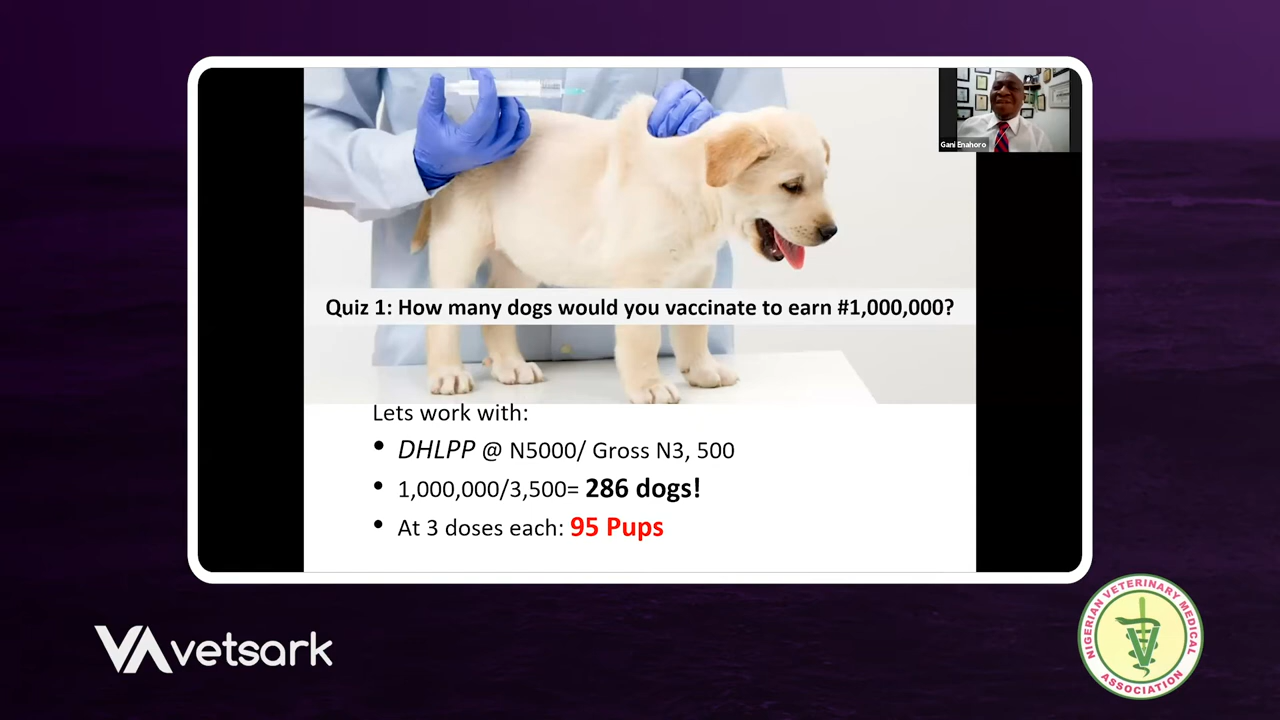 Gani Enahoro
Quiz 1: How many dogs would you vaccinate to earn #1,000,000?
Lets work with:
• DHLPP @ N5000/ Gross N3, 500
• 1,000,000/3,500= 286 dogs!
• At 3 doses each: 95 Pups
VA vetsark
NIGERIAN VETERINARY MEDICAL
ASSOCIATION
V